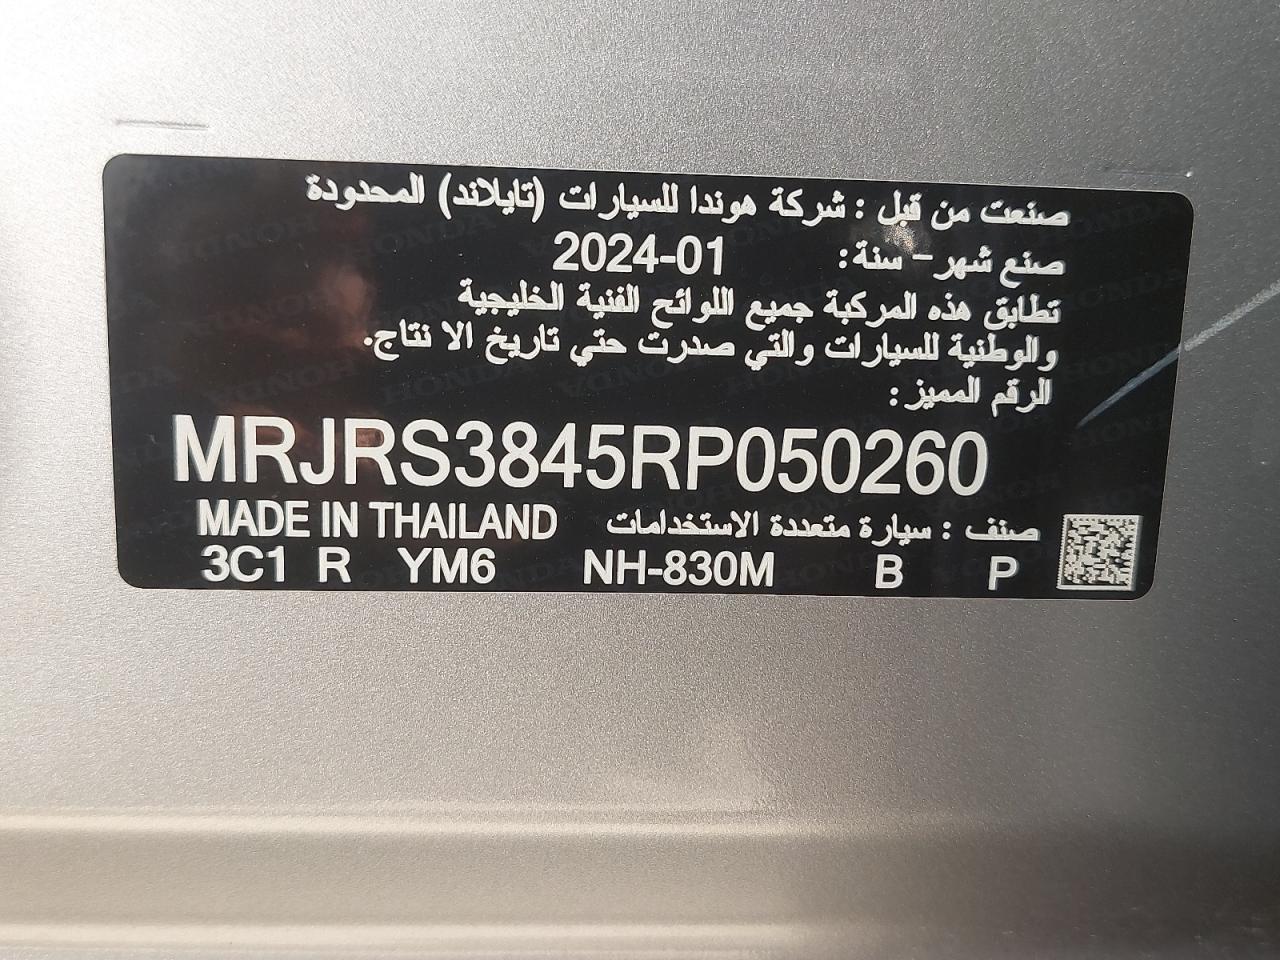 صنعت من قبل : شركة هوندا للسيارات (تايلاند) المحدودة
صنع شهر- سنة: 2024-01
تطابق هذه المركبة جميع اللوائح الفنية الخليجية
والوطنية للسيارات والتي صدرت حتي تاريخ الا نتاج.
الرقم المميز:
MRJRS3845RP050260
MADE IN THAILAND صنف : سيارة متعددة الاستخدامات
3C1 R YM6 NH-830M B P